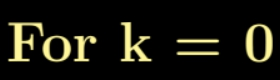 For k = 0